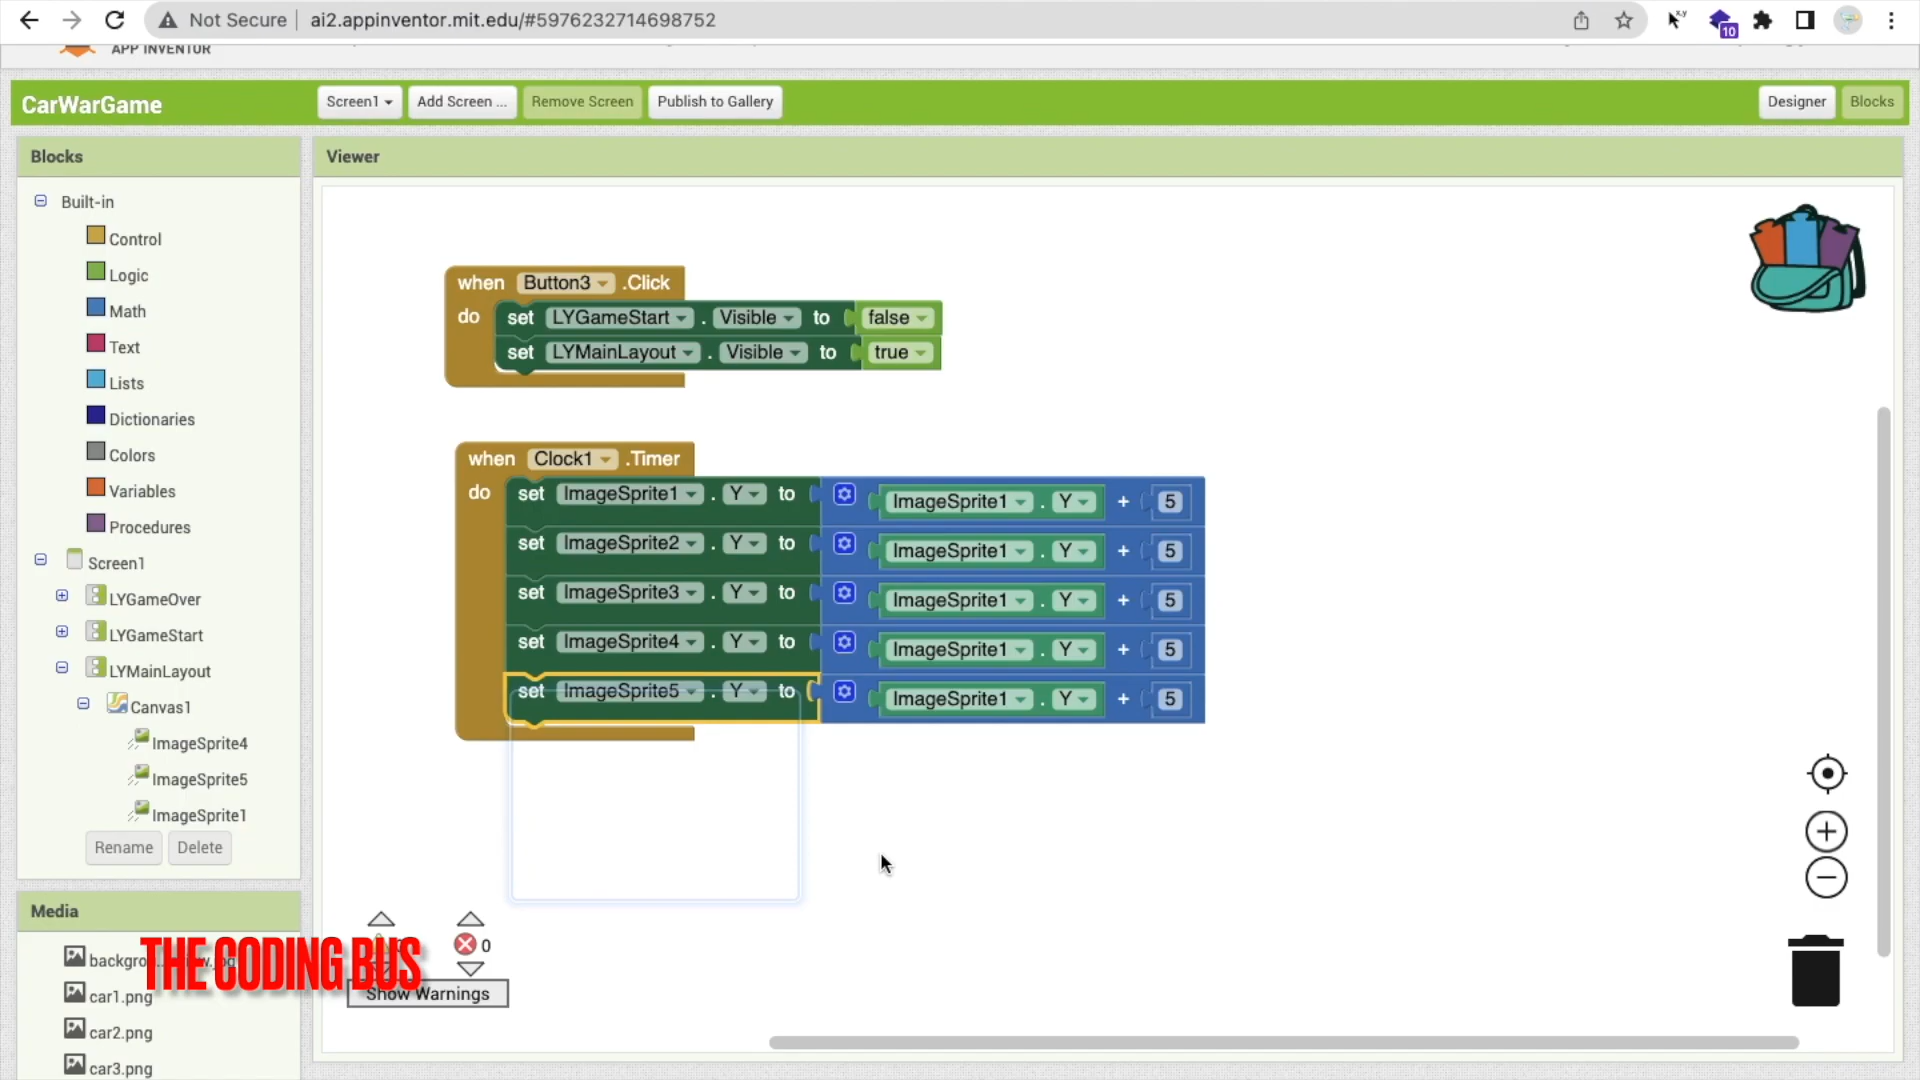 Not Secure
ai2.appinventor.mit.edu/#5976232714698752
10
APP INVENTOR
CarWarGame
Screen1
Add Screen ...
Remove Screen
Publish to Gallery
Designer
Blocks
Blocks
Viewer
Built-in
Control
Logic
Math
Text
Lists
Dictionaries
Colors
Variables
Procedures
Screen1
LYGameOver
LYGameStart
LYMainLayout
Canvas1
ImageSprite4
ImageSprite5
ImageSprite1
Rename
Delete
Media
car1.png
car2.png
car3.png
THE CODING BUS
when Button3 .Click
do set LYGameStart . Visible to false
set LYMainLayout . Visible to true
when Clock1 .Timer
do set ImageSprite1 . Y to ImageSprite1 . Y + 5
set ImageSprite2 . Y to ImageSprite1 . Y + 5
set ImageSprite3 . Y to ImageSprite1 . Y + 5
set ImageSprite4 . Y to ImageSprite1 . Y + 5
set ImageSprite5 . Y to ImageSprite1 . Y + 5
0
Show Warnings